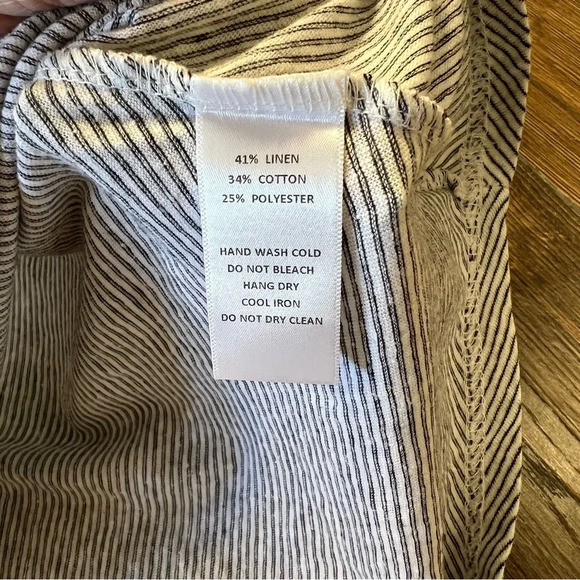 41% LINEN
34% COTTON
25% POLYESTER
HAND WASH COLD
DO NOT BLEACH
HANG DRY
COOL IRON
DO NOT DRY CLEAN